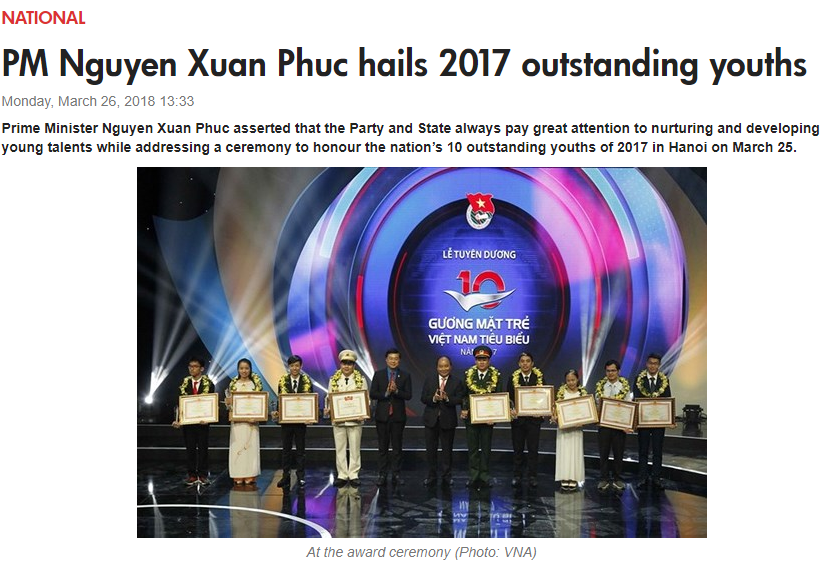 NATIONAL
PM Nguyen Xuan Phuc hails 2017 outstanding youths
Monday, March 26, 2018 13:33
Prime Minister Nguyen Xuan Phuc asserted that the Party and State always pay great attention to nurturing and developing
young talents while addressing a ceremony to honour the nation’s 10 outstanding youths of 2017 in Hanoi on March 25.
LỄ TUYÊN DƯƠNG
10
GƯƠNG MẶT TRẺ
VIỆT NAM TIÊU BIỂU
At the award ceremony (Photo: VNA)